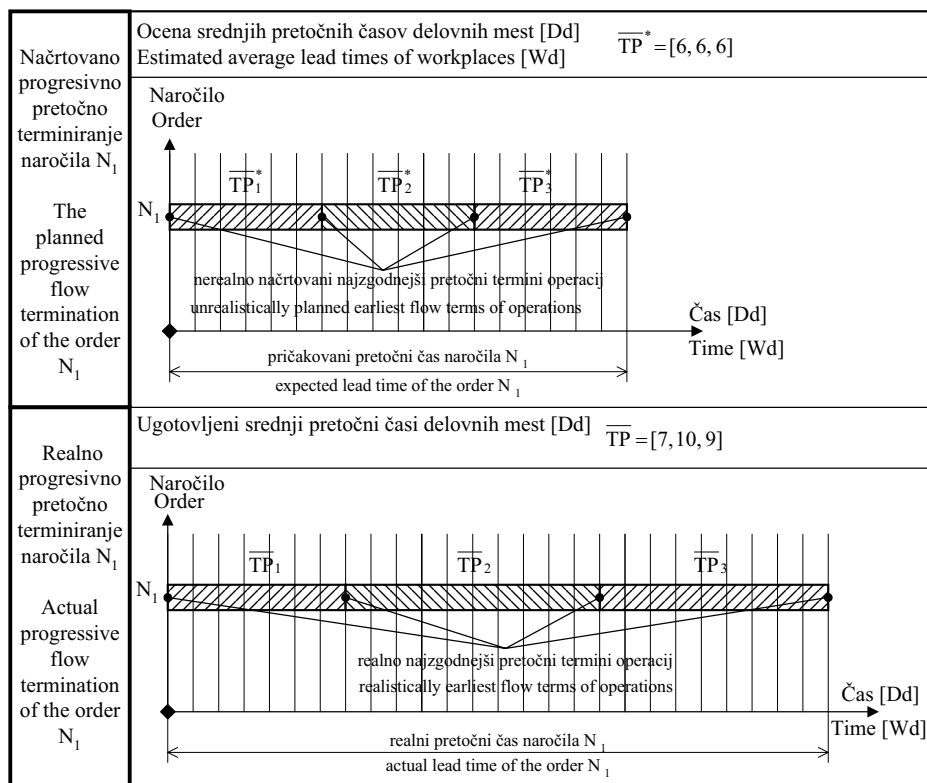 Načrtovano
progresivno
pretočno
terminiranje
naročila N1
The
planned
progressive
flow
termination
of the order
N1
Ocena srednjih pretočnih časov delovnih mest [Dd]
Estimated average lead times of workplaces [Wd]
TP* = [6, 6, 6]
Naročilo
Order
TP1* TP2* TP3*
N1
nerealno načrtovani najzgodnejši pretočni termini operacij
unrealistically planned earliest flow terms of operations
Čas [Dd]
Time [Wd]
pričakovani pretočni čas naročila N1
expected lead time of the order N1
Realno
progresivno
pretočno
terminiranje
naročila N1
Actual
progressive
flow
termination
of the order
N1
Ugotovljeni srednji pretočni časi delovnih mest [Dd]
TP = [7, 10, 9]
Naročilo
Order
TP1 TP2 TP3
N1
realno najzgodnejši pretočni termini operacij
realistically earliest flow terms of operations
Čas [Dd]
Time [Wd]
realni pretočni čas naročila N1
actual lead time of the order N1